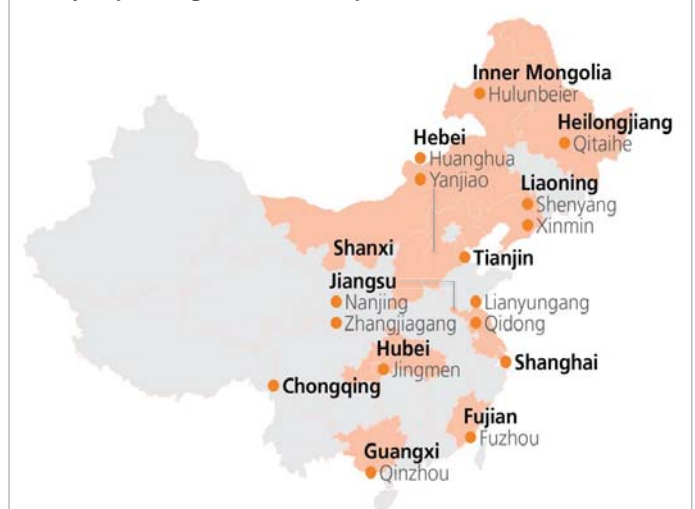 Inner Mongolia
Hulunbeier
Heilongjiang
Qitaihe
Hebei
Huanghua
Yanjiao
Liaoning
Shenyang
Xinmin
Shanxi
Tianjin
Jiangsu
Nanjing
Lianyungang
Zhangjiagang
Qidong
Hubei
Jingmen
Shanghai
Chongqing
Fujian
Fuzhou
Guangxi
Qinzhou